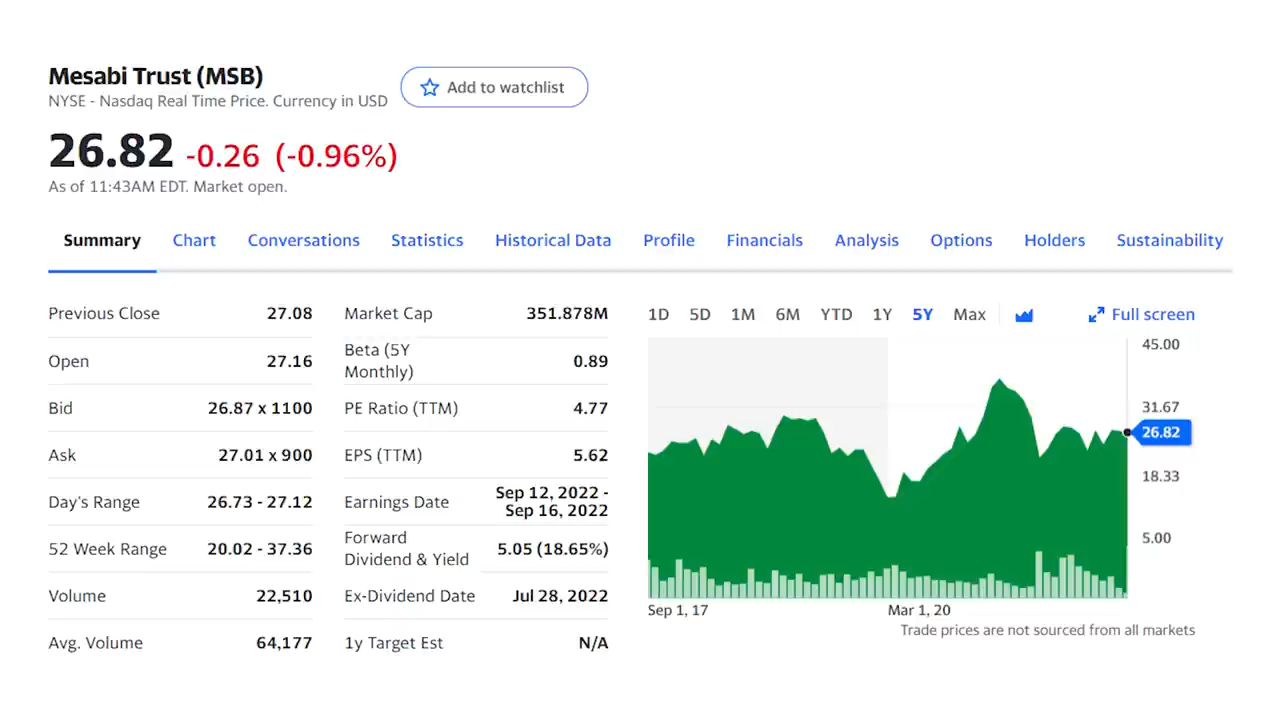 Mesabi Trust (MSB)
NYSE - Nasdaq Real Time Price. Currency in USD
Add to watchlist
26.82 -0.26 (-0.96%)
As of 11:43AM EDT. Market open.
Summary Chart Conversations Statistics Historical Data Profile Financials Analysis Options Holders Sustainability
Previous Close 27.08
Open 27.16
Bid 26.87 x 1100
Ask 27.01 x 900
Day's Range 26.73 - 27.12
52 Week Range 20.02 - 37.36
Volume 22,510
Avg. Volume 64,177
Market Cap 351.878M
Beta (5Y
Monthly) 0.89
PE Ratio (TTM) 4.77
EPS (TTM) 5.62
Earnings Date Sep 12, 2022 -
Sep 16, 2022
Forward
Dividend & Yield 5.05 (18.65%)
Ex-Dividend Date Jul 28, 2022
1y Target Est N/A
1D 5D 1M 6M YTD 1Y 5Y Max Full screen
45.00
31.67
26.82
18.33
5.00
Sep 1, 17 Mar 1, 20
Trade prices are not sourced from all markets